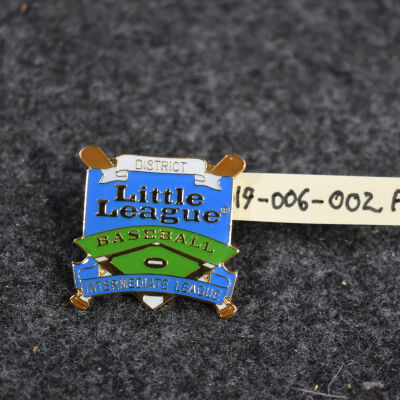 DISTRICT
Little
League
BASEBALL
INTERMEDIATE LEAGUE
19-006-002